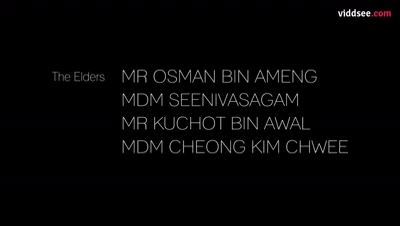 viddsee.com
The Elders MR OSMAN BIN AMENG
MDM SEENIVASAGAM
MR KUCHOT BIN AWAL
MDM CHEONG KIM CHWEE